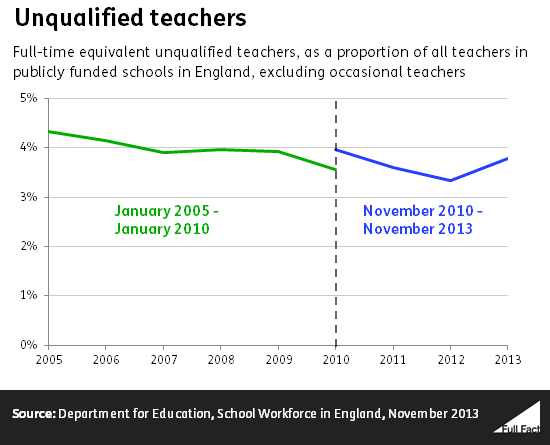 Unqualified teachers
Full-time equivalent unqualified teachers, as a proportion of all teachers in
publicly funded schools in England, excluding occasional teachers
5%
4%
3%
2%
1%
0%
January 2005 -
January 2010
November 2010 -
November 2013
2005 2006 2007 2008 2009 2010 2011 2012 2013
Source: Department for Education, School Workforce in England, November 2013
Full Fact